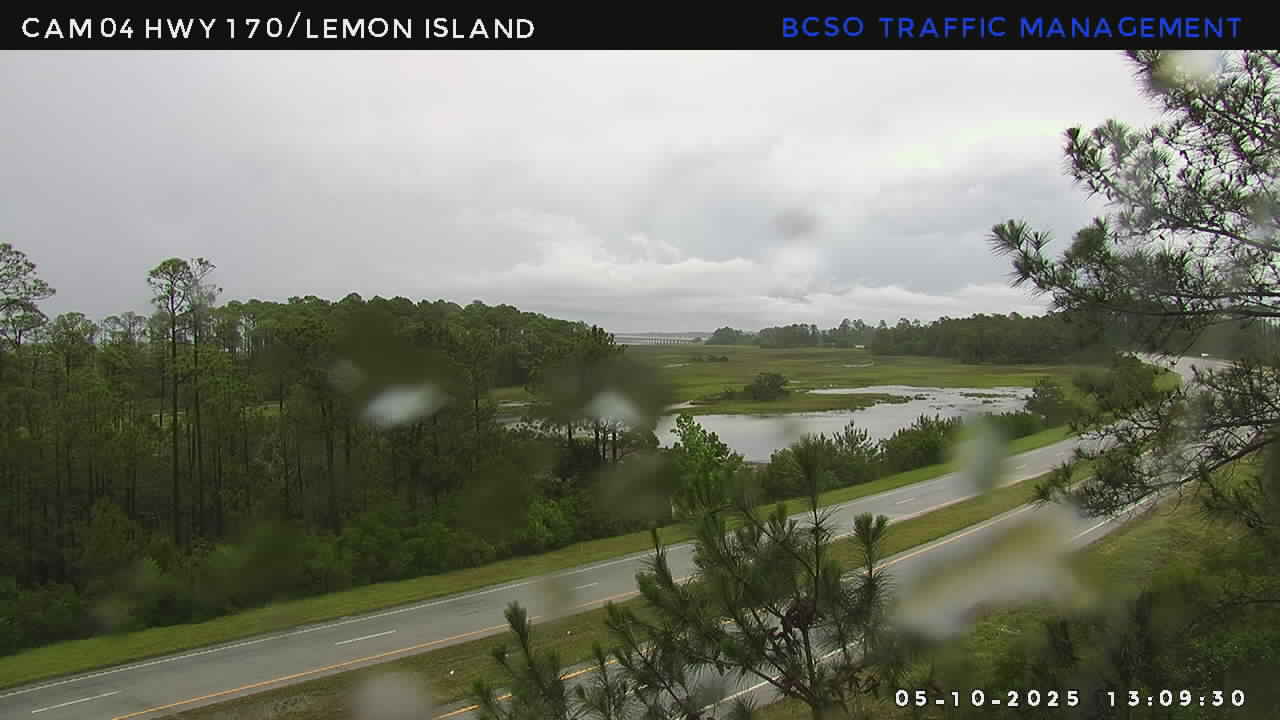 CAM04 HWY170/LEMON ISLAND
BCSO TRAFFIC MANAGEMENT
05-10-2025 13:09:30